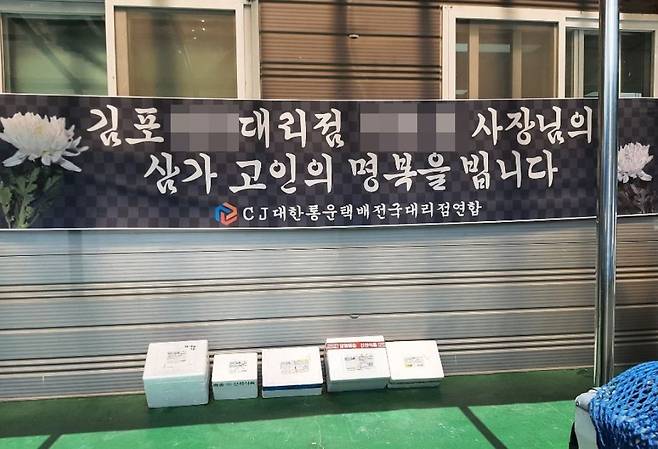 김포 대리점 사장님의
삼가 고인의 명복을 빕니다
CJ대한통운택배전국대리점연합